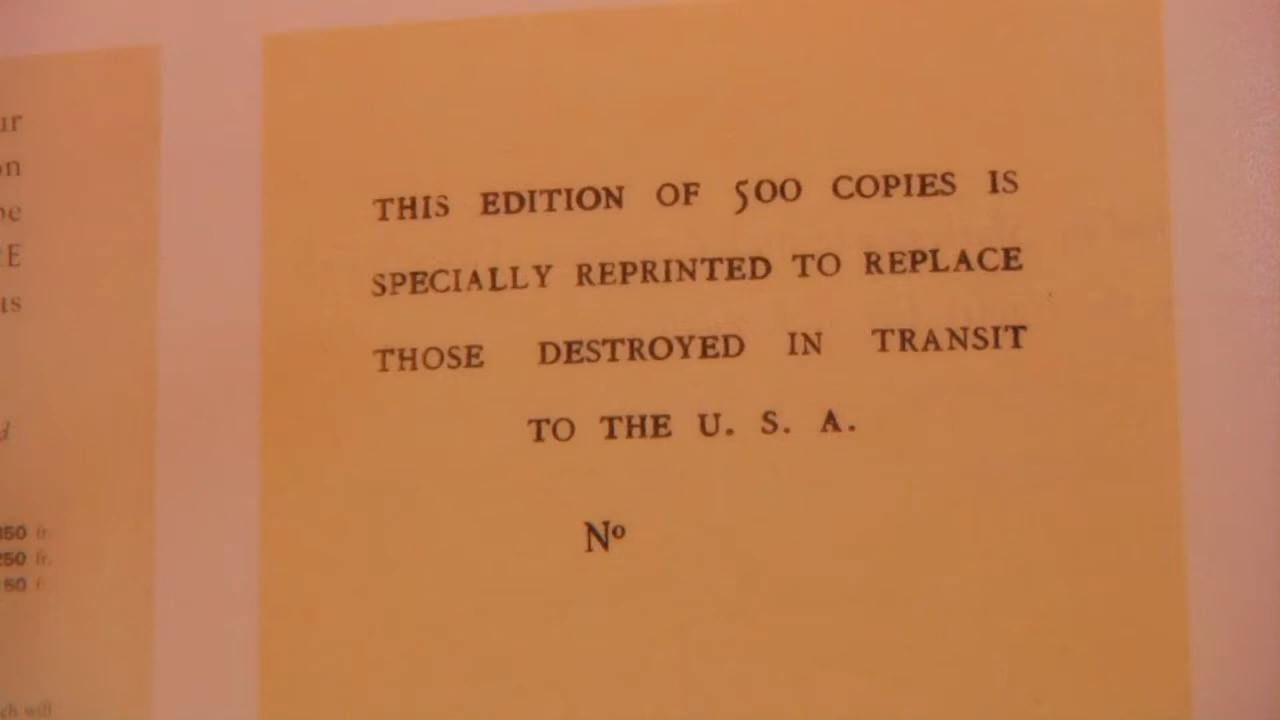 THIS EDITION OF 500 COPIES IS
SPECIALLY REPRINTED TO REPLACE
THOSE DESTROYED IN TRANSIT
TO THE U. S. A.
Nº